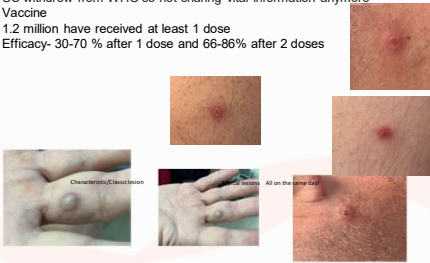 US withdrew from WHO so not sharing vital information anymore
Vaccine
1.2 million have received at least 1 dose
Efficacy- 30-70 % after 1 dose and 66-86% after 2 doses
Characteristic/Classic lesion
lesions All on the same day!